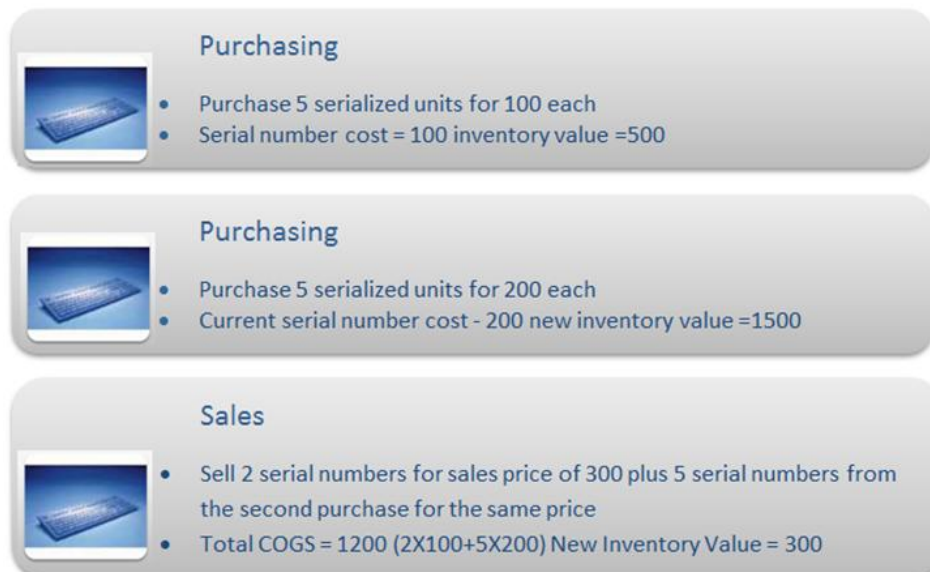 Purchasing
• Purchase 5 serialized units for 100 each
• Serial number cost = 100 inventory value =500
Purchasing
• Purchase 5 serialized units for 200 each
• Current serial number cost - 200 new inventory value =1500
Sales
• Sell 2 serial numbers for sales price of 300 plus 5 serial numbers from
the second purchase for the same price
• Total COGS = 1200 (2X100+5X200) New Inventory Value = 300